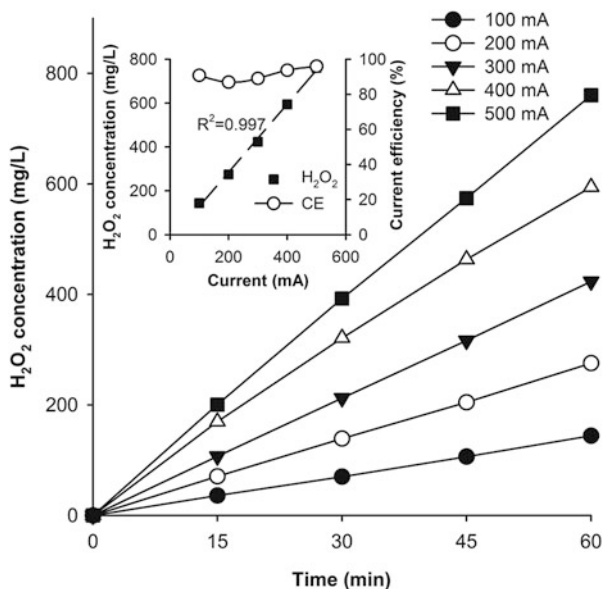 100 mA
200 mA
300 mA
400 mA
500 mA
H₂O₂ concentration (mg/L)
800
600
400
200
0
0 15 30 45 60
Time (min)
H₂O₂ concentration (mg/L)
800
600
400
200
0
R²=0.997
H₂O₂
CE
100
80
60
40
20
0
Current efficiency (%)
0 200 400 600
Current (mA)